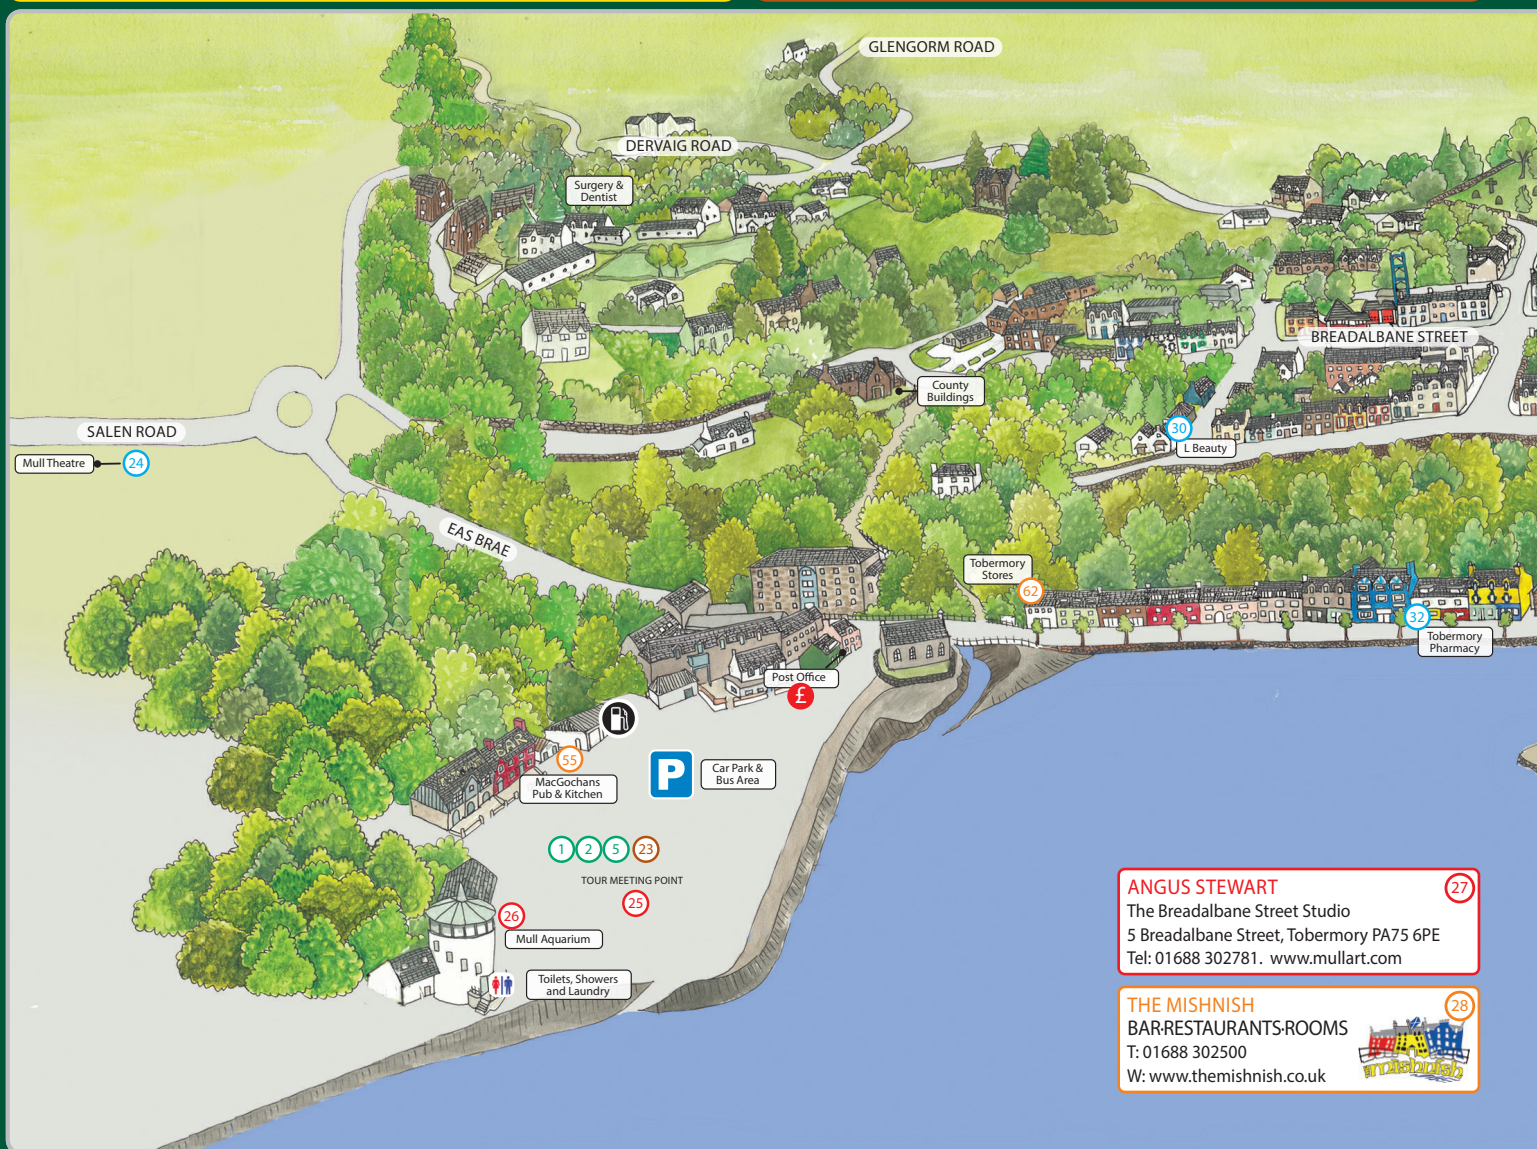 GLENGORM ROAD
DERVAIG ROAD
Surgery &
Dentist
BREADALBANE STREET
County
Buildings
SALEN ROAD
Mull Theatre
24
30
L Beauty
EAS BRAE
Tobermory
Stores
62
32
Tobermory
Pharmacy
Post Office
£
BAR
55
MacGochans
Pub & Kitchen
P
Car Park &
Bus Area
1 2 5 23
TOUR MEETING POINT
25
26
Mull Aquarium
Toilets, Showers
and Laundry
ANGUS STEWART 27
The Breadalbane Street Studio
5 Breadalbane Street, Tobermory PA75 6PE
Tel: 01688 302781. www.mullart.com
THE MISHNISH 28
BAR·RESTAURANTS·ROOMS
T: 01688 302500
W: www.themishnish.co.uk
the mishnish